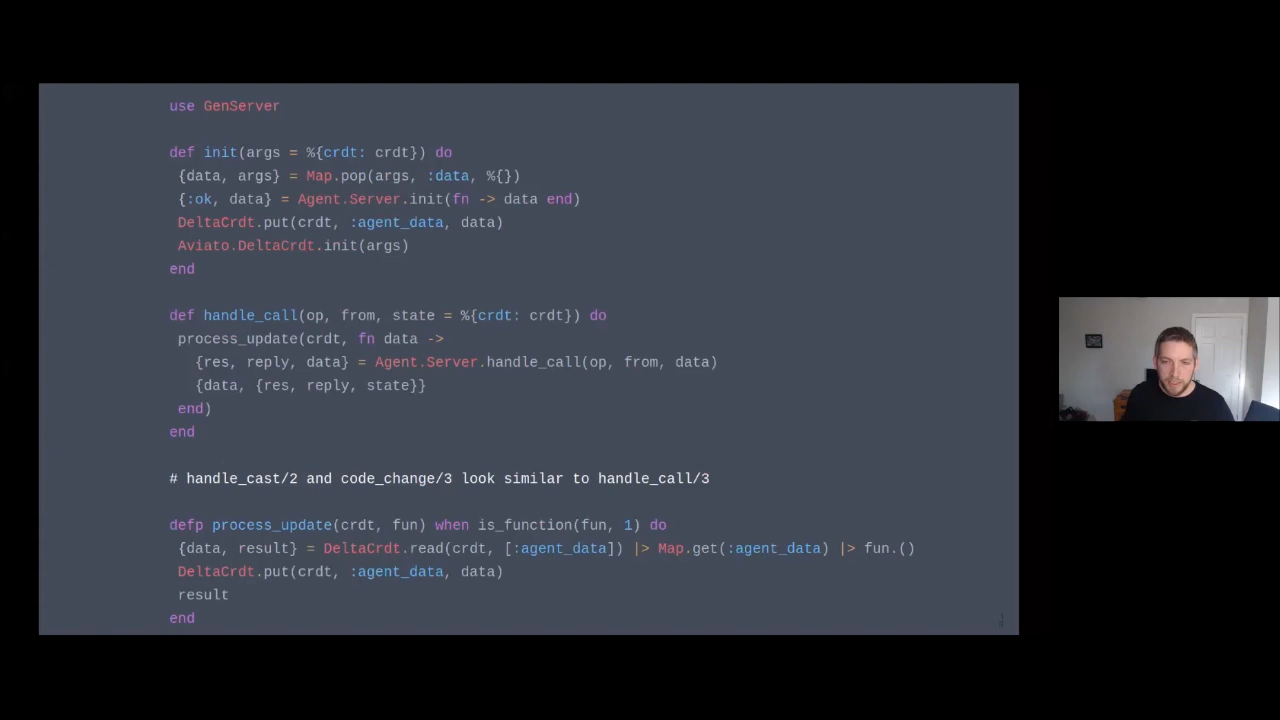 use GenServer
def init(args = %{crdt: crdt}) do
{data, args} = Map.pop(args, :data, %{})
{:ok, data} = Agent.Server.init(fn -> data end)
DeltaCrdt.put(crdt, :agent_data, data)
Aviato.DeltaCrdt.init(args)
end
def handle_call(op, from, state = %{crdt: crdt}) do
process_update(crdt, fn data ->
{res, reply, data} = Agent.Server.handle_call(op, from, data)
{data, {res, reply, state}}
end)
end
# handle_cast/2 and code_change/3 look similar to handle_call/3
defp process_update(crdt, fun) when is_function(fun, 1) do
{data, result} = DeltaCrdt.read(crdt, [:agent_data]) |> Map.get(:agent_data) |> fun.()
DeltaCrdt.put(crdt, :agent_data, data)
result
end